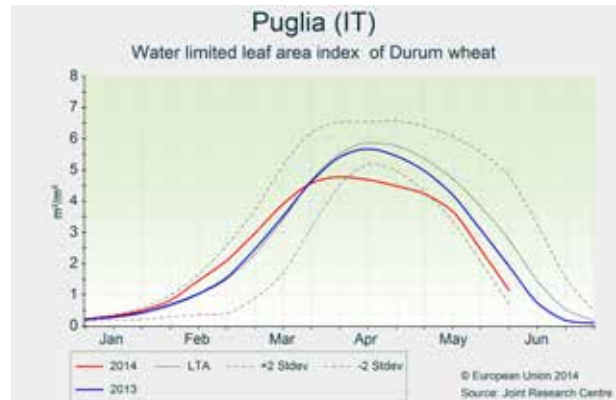 Puglia (IT)
Water limited leaf area index of Durum wheat
8
7
6
5
4
3
2
1
0
m²/m²
Jan Feb Mar Apr May Jun
2014 LTA +2 Stdev -2 Stdev
2013
© European Union 2014
Source: Joint Research Centre